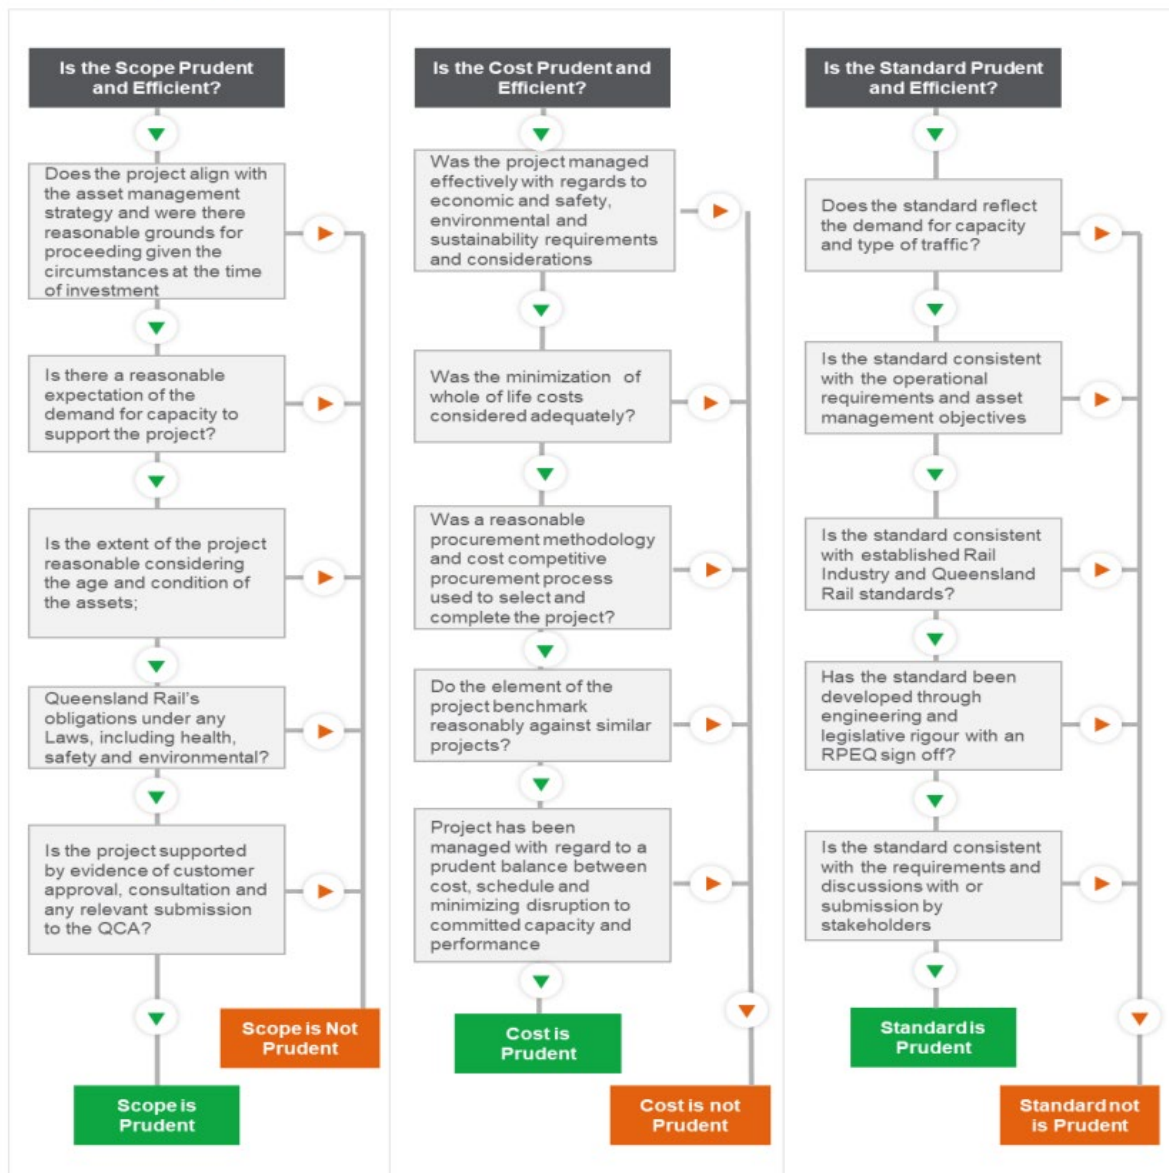 Is the Scope Prudent
and Efficient?
Does the project align with
the asset management
strategy and were there
reasonable grounds for
proceeding given the
circumstances at the time
of investment
Is there a reasonable
expectation of the
demand for capacity to
support the project?
Is the extent of the project
reasonable considering
the age and condition of
the assets;
Queensland Rail's
obligations under any
Laws, including health,
safety and environmental?
Is the project supported
by evidence of customer
approval, consultation and
any relevant submission
to the QCA?
Scope is Not
Prudent
Scope is
Prudent
Is the Cost Prudent and
Efficient?
Was the project managed
effectively with regards to
economic and safety,
environmental and
sustainability requirements
and considerations
Was the minimization of
whole of life costs
considered adequately?
Was a reasonable
procurement methodology
and cost competitive
procurement process
used to select and
complete the project?
Do the element of the
project benchmark
reasonably against similar
projects?
Project has been
managed with regard to a
prudent balance between
cost, schedule and
minimizing disruption to
committed capacity and
performance
Cost is
Prudent
Cost is not
Prudent
Is the Standard Prudent
and Efficient?
Does the standard reflect
the demand for capacity
and type of traffic?
Is the standard consistent
with the operational
requirements and asset
management objectives
Is the standard consistent
with established Rail
Industry and Queensland
Rail standards?
Has the standard been
developed through
engineering and
legislative rigour with an
RPEQ sign off?
Is the standard consistent
with the requirements and
discussions with or
submission by
stakeholders
Standard is
Prudent
Standard not
is Prudent